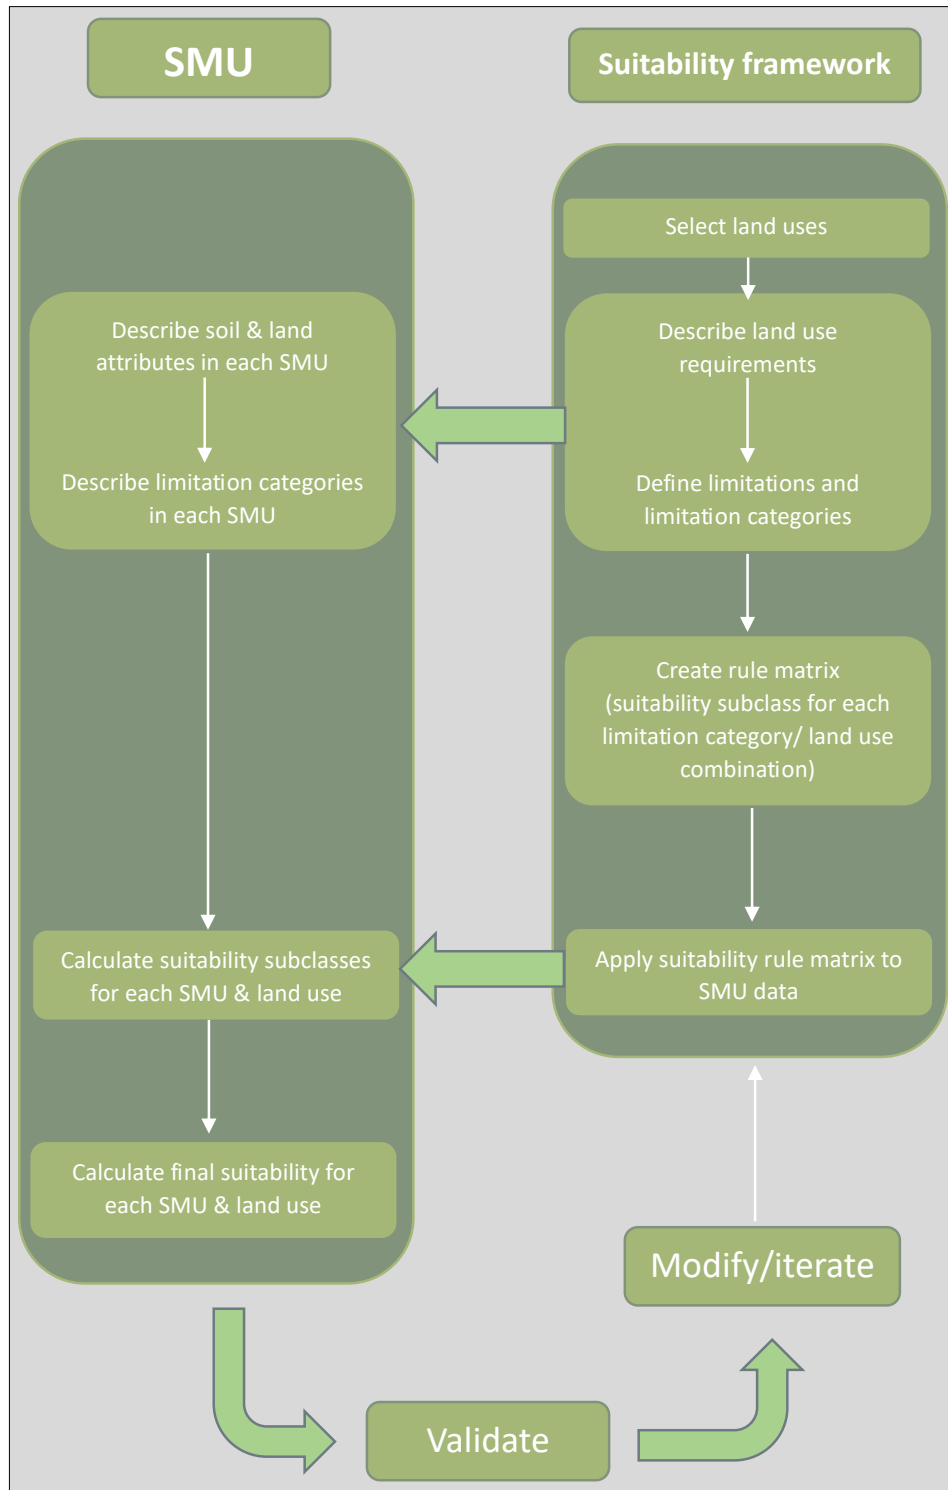 SMU
Suitability framework
Select land uses
Describe soil & land
attributes in each SMU
Describe limitation categories
in each SMU
Describe land use
requirements
Define limitations and
limitation categories
Create rule matrix
(suitability subclass for each
limitation category/ land use
combination)
Calculate suitability subclasses
for each SMU & land use
Apply suitability rule matrix to
SMU data
Calculate final suitability for
each SMU & land use
Modify/iterate
Validate